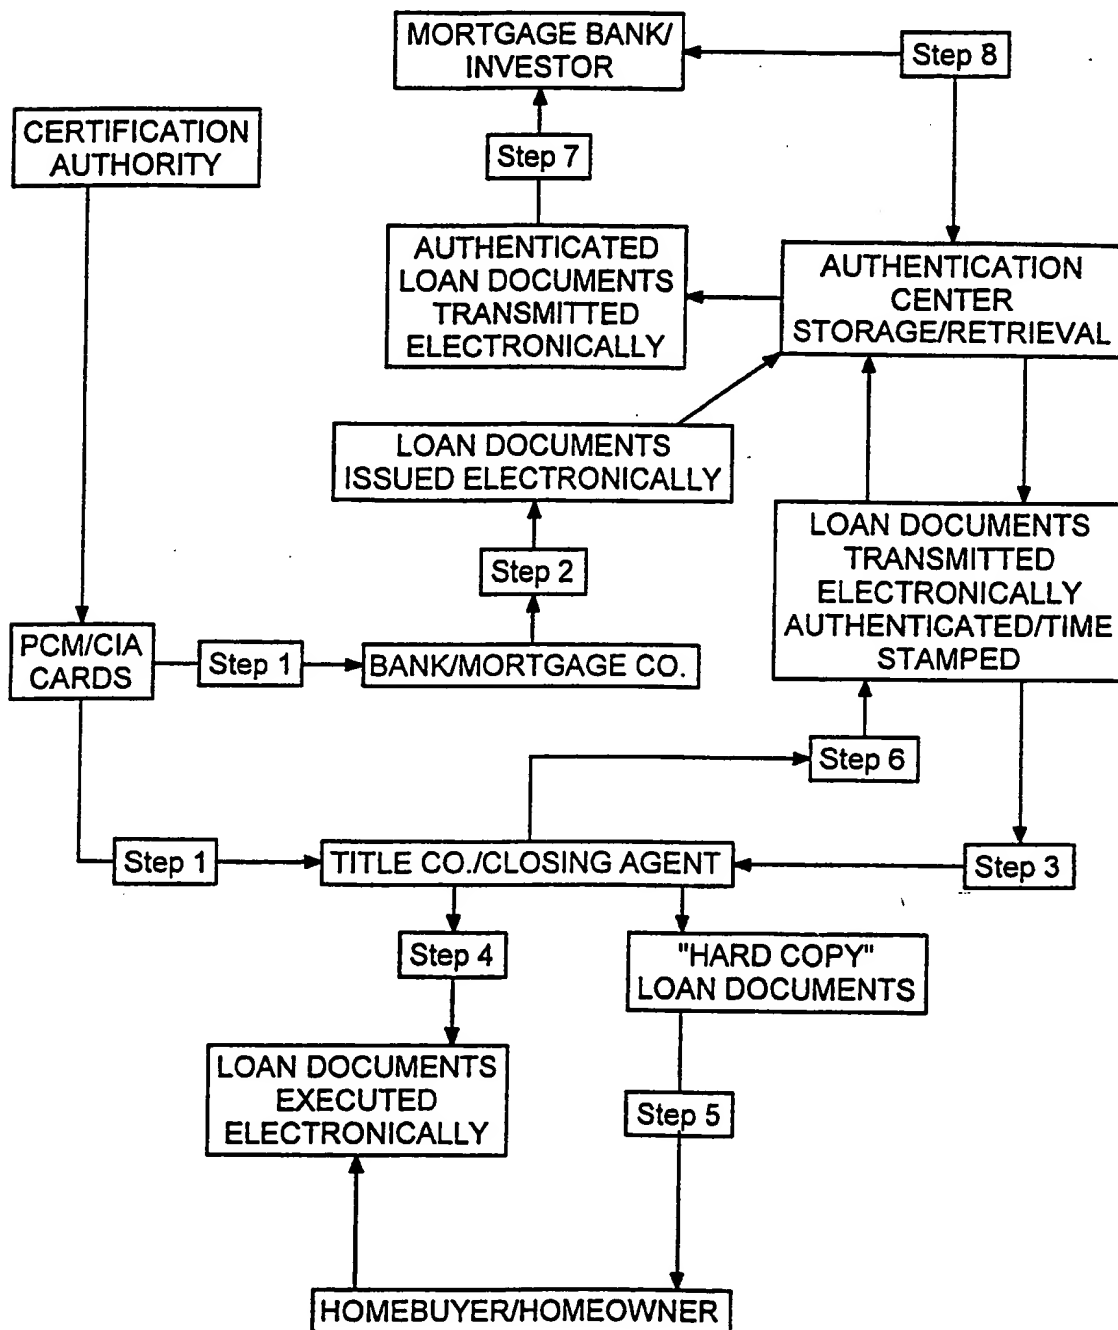 MORTGAGE BANK/
INVESTOR
Step 8
CERTIFICATION
AUTHORITY
Step 7
AUTHENTICATED
LOAN DOCUMENTS
TRANSMITTED
ELECTRONICALLY
AUTHENTICATION
CENTER
STORAGE/RETRIEVAL
LOAN DOCUMENTS
ISSUED ELECTRONICALLY
LOAN DOCUMENTS
TRANSMITTED
ELECTRONICALLY
AUTHENTICATED/TIME
STAMPED
Step 2
PCM/CIA
CARDS
Step 1
BANK/MORTGAGE CO.
Step 6
Step 1
TITLE CO./CLOSING AGENT
Step 3
Step 4
"HARD COPY"
LOAN DOCUMENTS
LOAN DOCUMENTS
EXECUTED
ELECTRONICALLY
Step 5
HOMEBUYER/HOMEOWNER